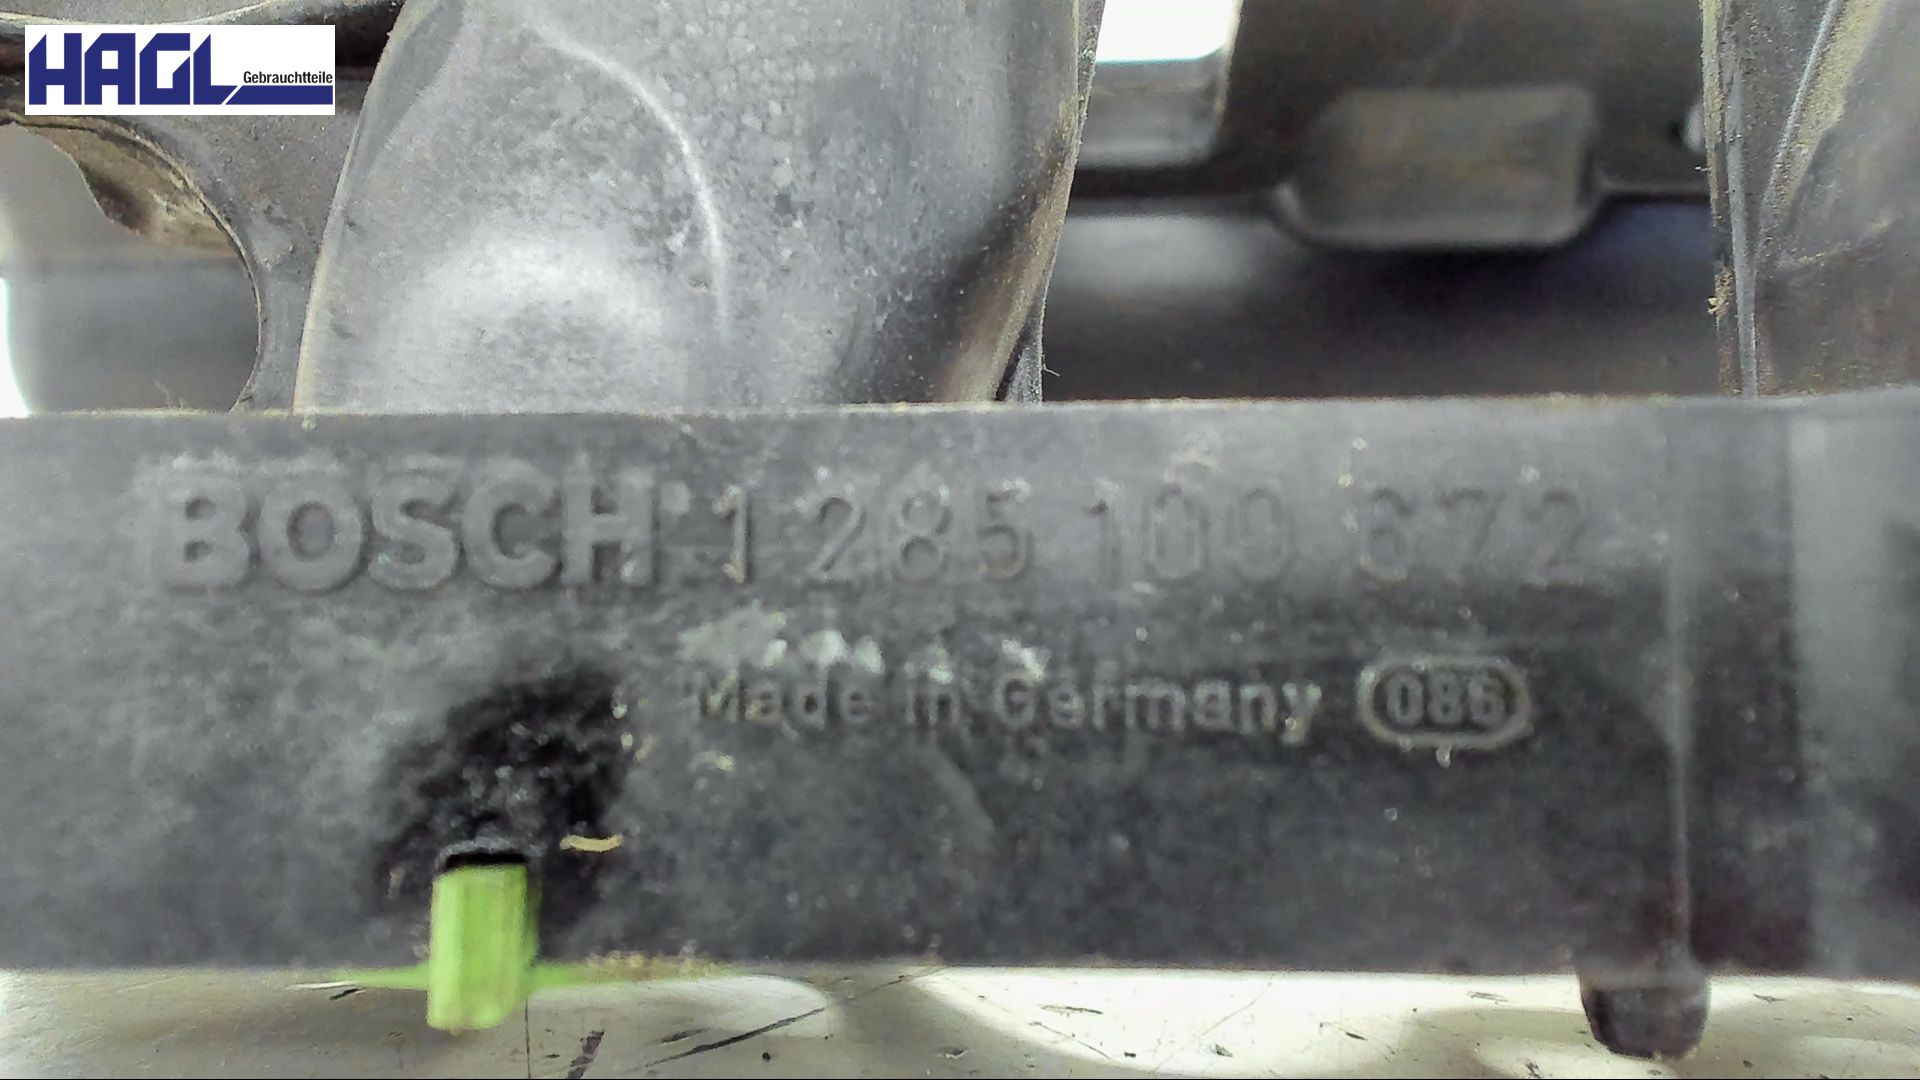 HAGL
Gebrauchtteile
BOSCH 1 285 100 672
Made in Germany 086